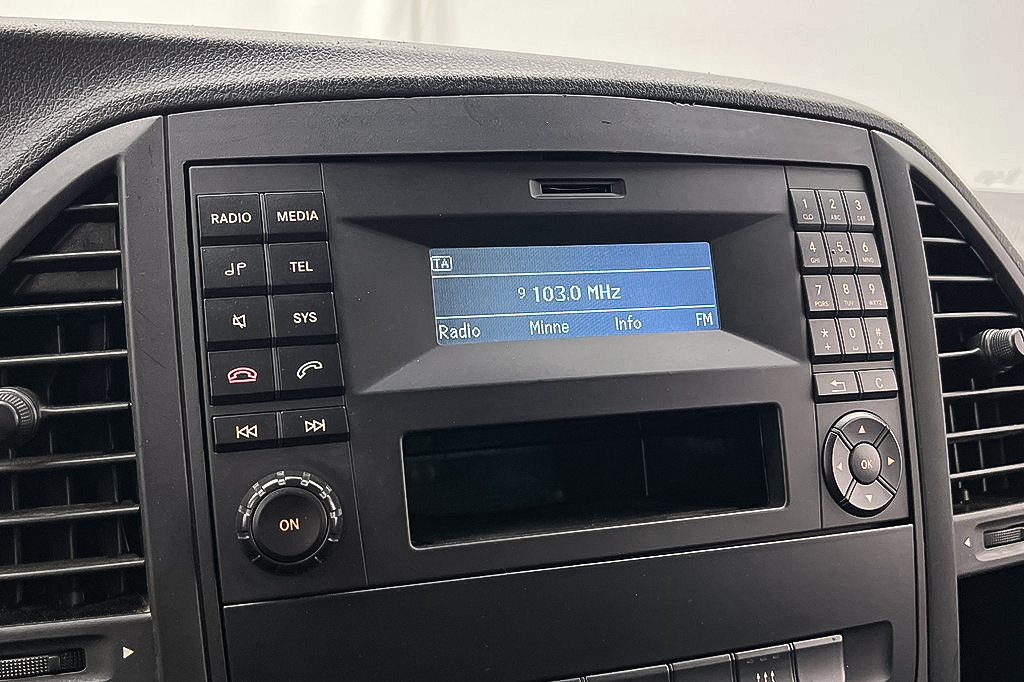 RADIO MEDIA
TEL
SYS
ON
TA
9 103.0 MHz
Radio Minne Info FM
1 2 3
ABC DEF
4 5 6
GHI JKL MNO
7 8 9
PQRS TUV WXYZ
* 0 #
+
C
OK